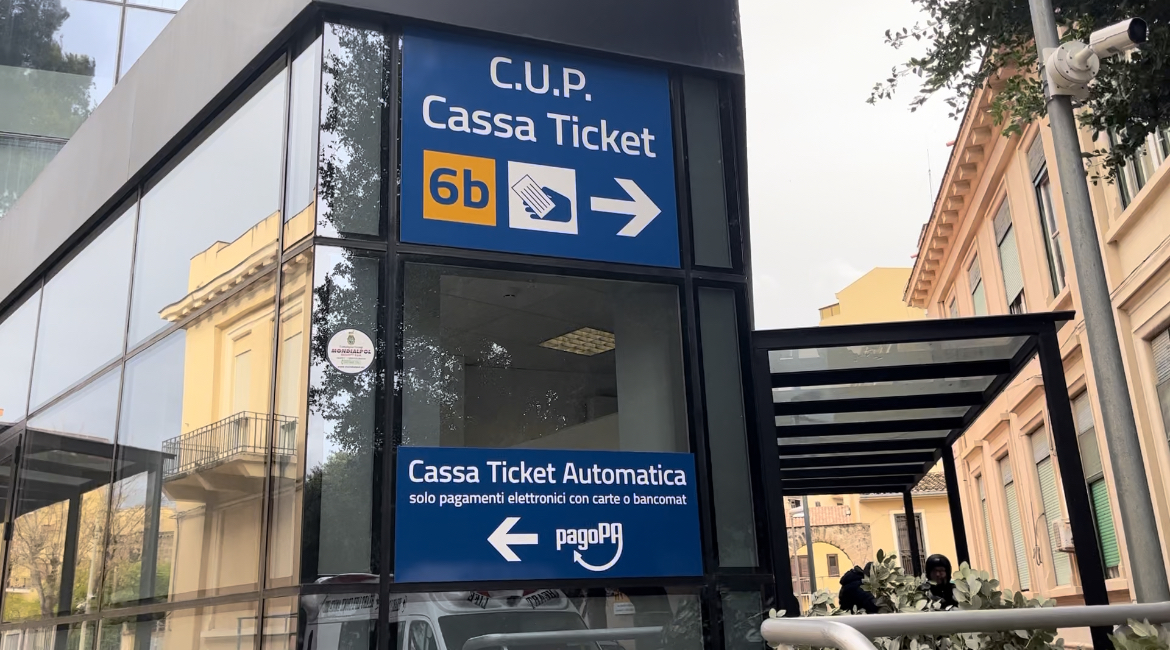 C.U.P.
Cassa Ticket
6b
MONDIALPOL
Cassa Ticket Automatica
solo pagamenti elettronici con carte o bancomat
pagoPA